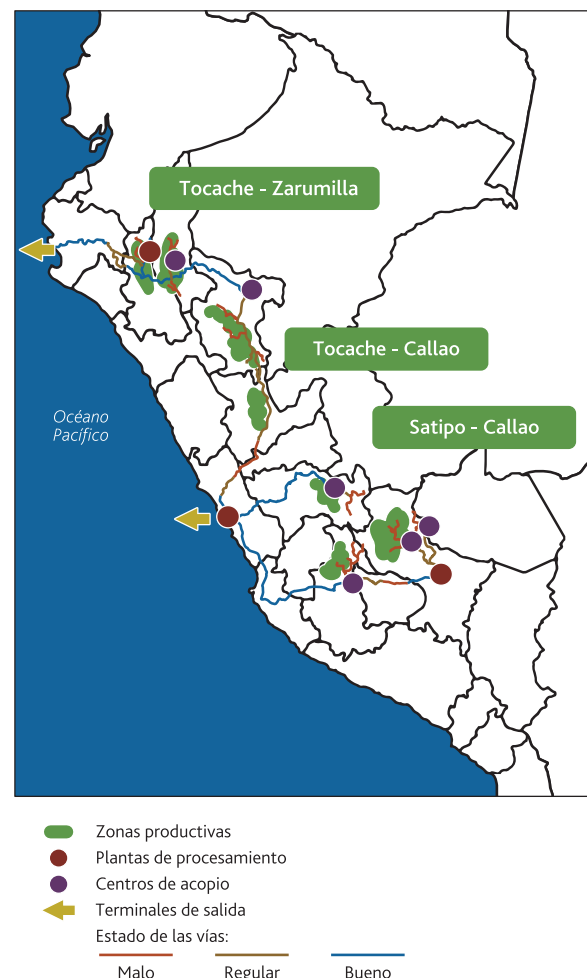 Tocache - Zarumilla
Tocache - Callao
Satipo - Callao
Océano
Pacífico
Zonas productivas
Plantas de procesamiento
Centros de acopio
Terminales de salida
Estado de las vías:
Malo
Regular
Bueno